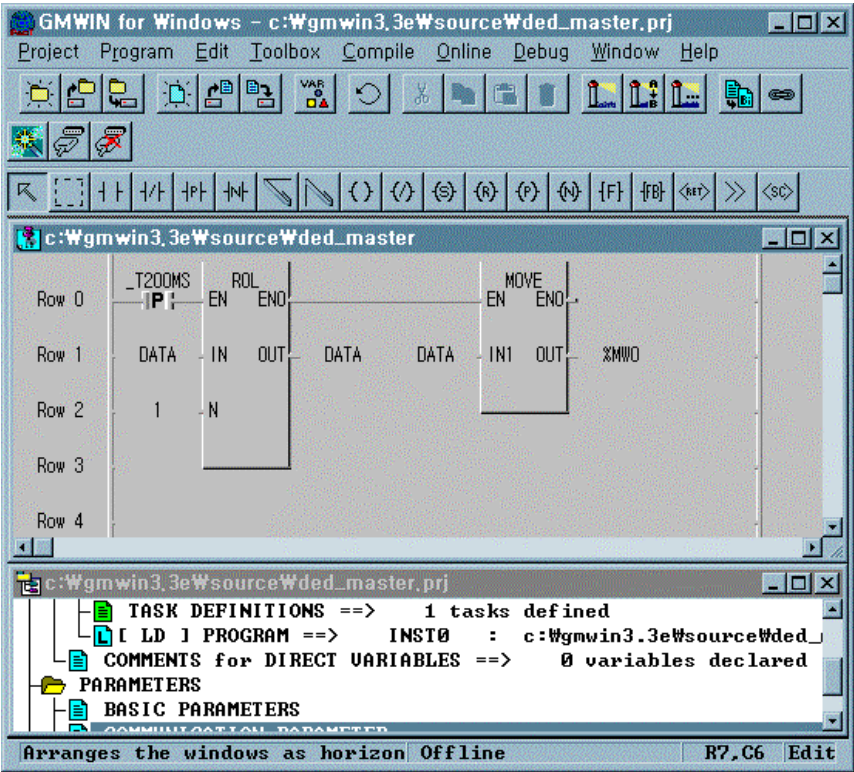 GMWIN for Windows - c:₩gmwin3,3e₩source₩ded_master,prj
Project Program Edit Toolbox Compile Online Debug Window Help
VAR
c:₩gmwin3,3e₩source₩ded_master
_T200MS ROL MOVE
Row 0 P EN ENO EN ENO
Row 1 DATA IN OUT DATA DATA IN1 OUT %MW0
Row 2 1 N
Row 3
Row 4
c:₩gmwin3,3e₩source₩ded_master,prj
TASK DEFINITIONS ==> 1 tasks defined
L [ LD ] PROGRAM ==> INST0 : c:₩gmwin3.3e₩source₩ded_
COMMENTS for DIRECT VARIABLES ==> 0 variables declared
PARAMETERS
BASIC PARAMETERS
COMMUNICATION PARAMETER
Arranges the windows as horizon Offline R7,C6 Edit